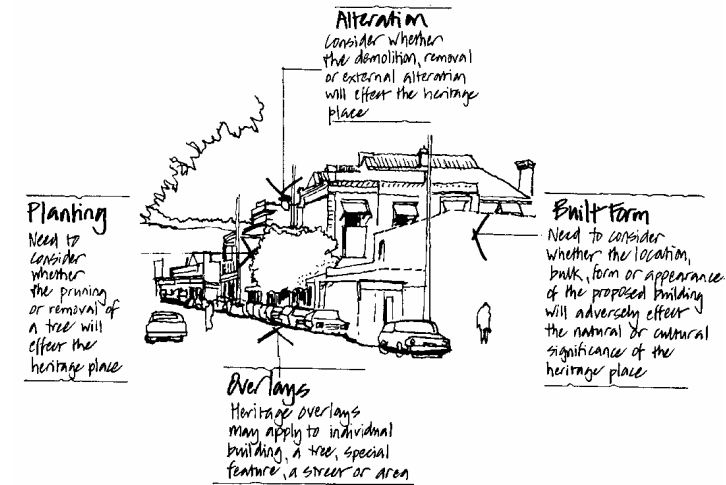 Alteration
Consider whether
the demolition, removal
or external alteration
will effect the heritage
place
Planting
Need to
consider
whether
the pruning
or removal of
a tree will
effect the
heritage place
Built Form
Need to consider
whether the location,
bulk, form or appearance
of the proposed building
will adversely effect
the natural or cultural
significance of the
heritage place
Overlays
Heritage overlays
may apply to individual
building, a tree, special
feature, a street or area